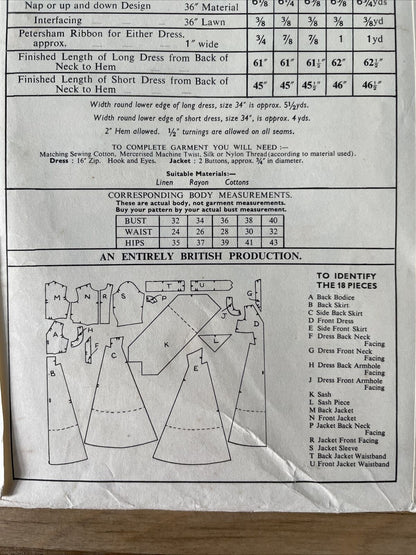 Nap or up and down Design 36" Material 6⅛ 6⅜ 6⅝ 6⅞ 6¾yds
Interfacing 36" Lawn ⅜ ⅜ ⅜ ⅜ ⅜yd
Petersham Ribbon for Either Dress,
approx. 1" wide ¾ ⅞ ⅞ 1 1yd
Finished Length of Long Dress from Back of
Neck to Hem 61" 61" 61½" 62" 62½"
Finished Length of Short Dress from Back of
Neck to Hem 45" 45" 45½" 46" 46½"
Width round lower edge of long dress, size 34" is approx. 5½yds.
Width round lower edge of short dress, size 34", is approx. 4 yds.
2" Hem allowed. ½" turnings are allowed on all seams.
TO COMPLETE GARMENT YOU WILL NEED :—
Matching Sewing Cotton, Mercerised Machine Twist, Silk or Nylon Thread (according to material used).
Dress : 16" Zip. Hook and Eyes. Jacket : 2 Buttons, approx. ¾" in diameter.
Suitable Materials:—
Linen Rayon Cottons
CORRESPONDING BODY MEASUREMENTS.
These are actual body, not garment measurements.
Buy your pattern by your actual bust measurement.
BUST 32 34 36 38 40
WAIST 24 26 28 30 32
HIPS 35 37 39 41 43
AN ENTIRELY BRITISH PRODUCTION.
TO IDENTIFY
THE 18 PIECES
A Back Bodice
B Back Skirt
C Side Back Skirt
D Front Dress
E Side Front Skirt
F Dress Back Neck
Facing
G Dress Front Neck
Facing
H Dress Back Armhole
Facing
J Dress Front Armhole
Facing
K Sash
L Sash Piece
M Back Jacket
N Front Jacket
P Jacket Back Neck
Facing
R Jacket Front Facing
S Jacket Sleeve
T Back Jacket Waistband
U Front Jacket Waistband
M N R S P T U G
A H F C K J L D
B E